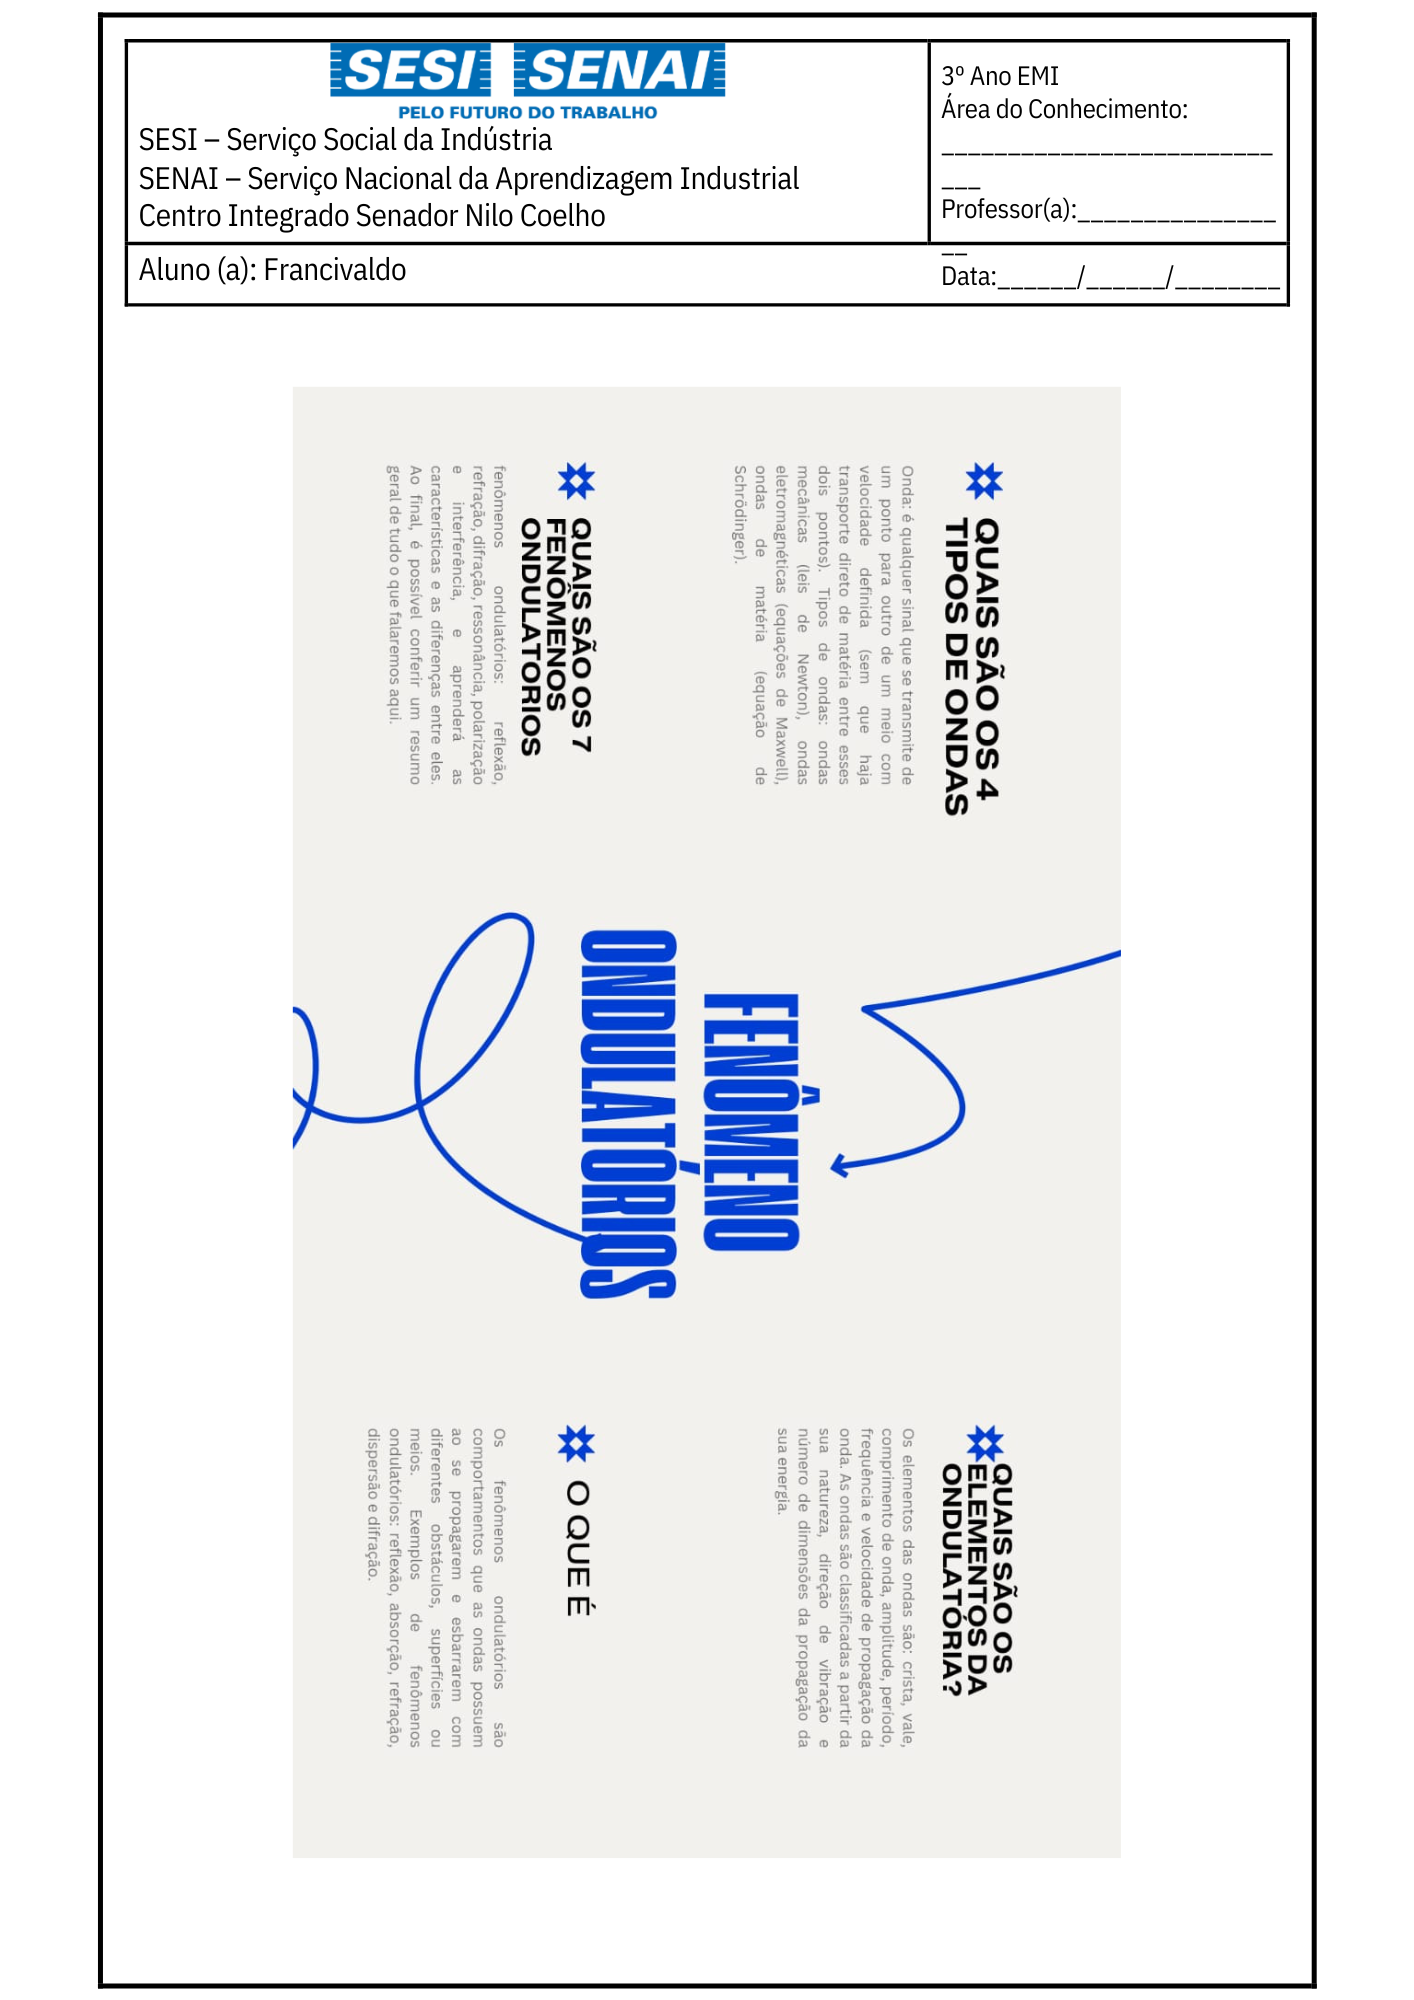 SESI SENAI
PELO FUTURO DO TRABALHO
SESI – Serviço Social da Indústria
SENAI – Serviço Nacional da Aprendizagem Industrial
Centro Integrado Senador Nilo Coelho
3º Ano EMI
Área do Conhecimento:
_________________________
___
Professor(a):_______________
__
Data:______/______/________
Aluno (a): Francivaldo
QUAIS SÃO OS 4
TIPOS DE ONDAS
Onda: é qualquer sinal que se transmite de
um ponto para outro de um meio com
velocidade definida (sem que haja
transporte direto de matéria entre esses
dois pontos). Tipos de ondas: ondas
mecânicas (leis de Newton), ondas
eletromagnéticas (equações de Maxwell),
ondas de matéria (equação de
Schrödinger).
QUAIS SÃO OS 7
FENÔMENOS
ONDULATORIOS
fenômenos ondulatórios: reflexão,
refração, difração, ressonância, polarização
e interferência, e aprenderá as
características e as diferenças entre eles.
Ao final, é possível conferir um resumo
geral de tudo o que falaremos aqui.
FENÔMENO
ONDULATÓRIOS
QUAIS SÃO OS
ELEMENTOS DA
ONDULATÓRIA?
Os elementos das ondas são: crista, vale,
comprimento de onda, amplitude, período,
frequência e velocidade de propagação da
onda. As ondas são classificadas a partir da
sua natureza, direção de vibração e
número de dimensões da propagação da
sua energia.
O QUE É
Os fenômenos ondulatórios são
comportamentos que as ondas possuem
ao se propagarem e esbarrarem com
diferentes obstáculos, superfícies ou
meios. Exemplos de fenômenos
ondulatórios: reflexão, absorção, refração,
dispersão e difração.